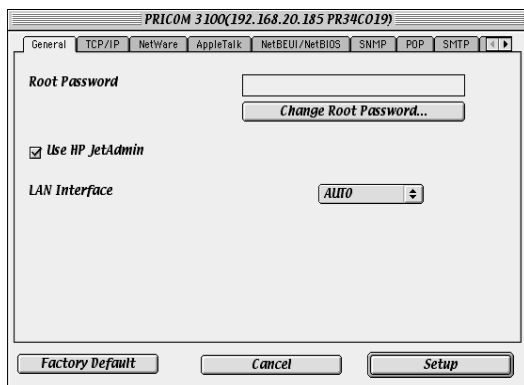 PRICOM 3100(192.168.20.185 PR34C019)
General TCP/IP NetWare AppleTalk NetBEUI/NetBIOS SNMP POP SMTP
Root Password
Change Root Password...
Use HP JetAdmin
LAN Interface AUTO
Factory Default Cancel Setup